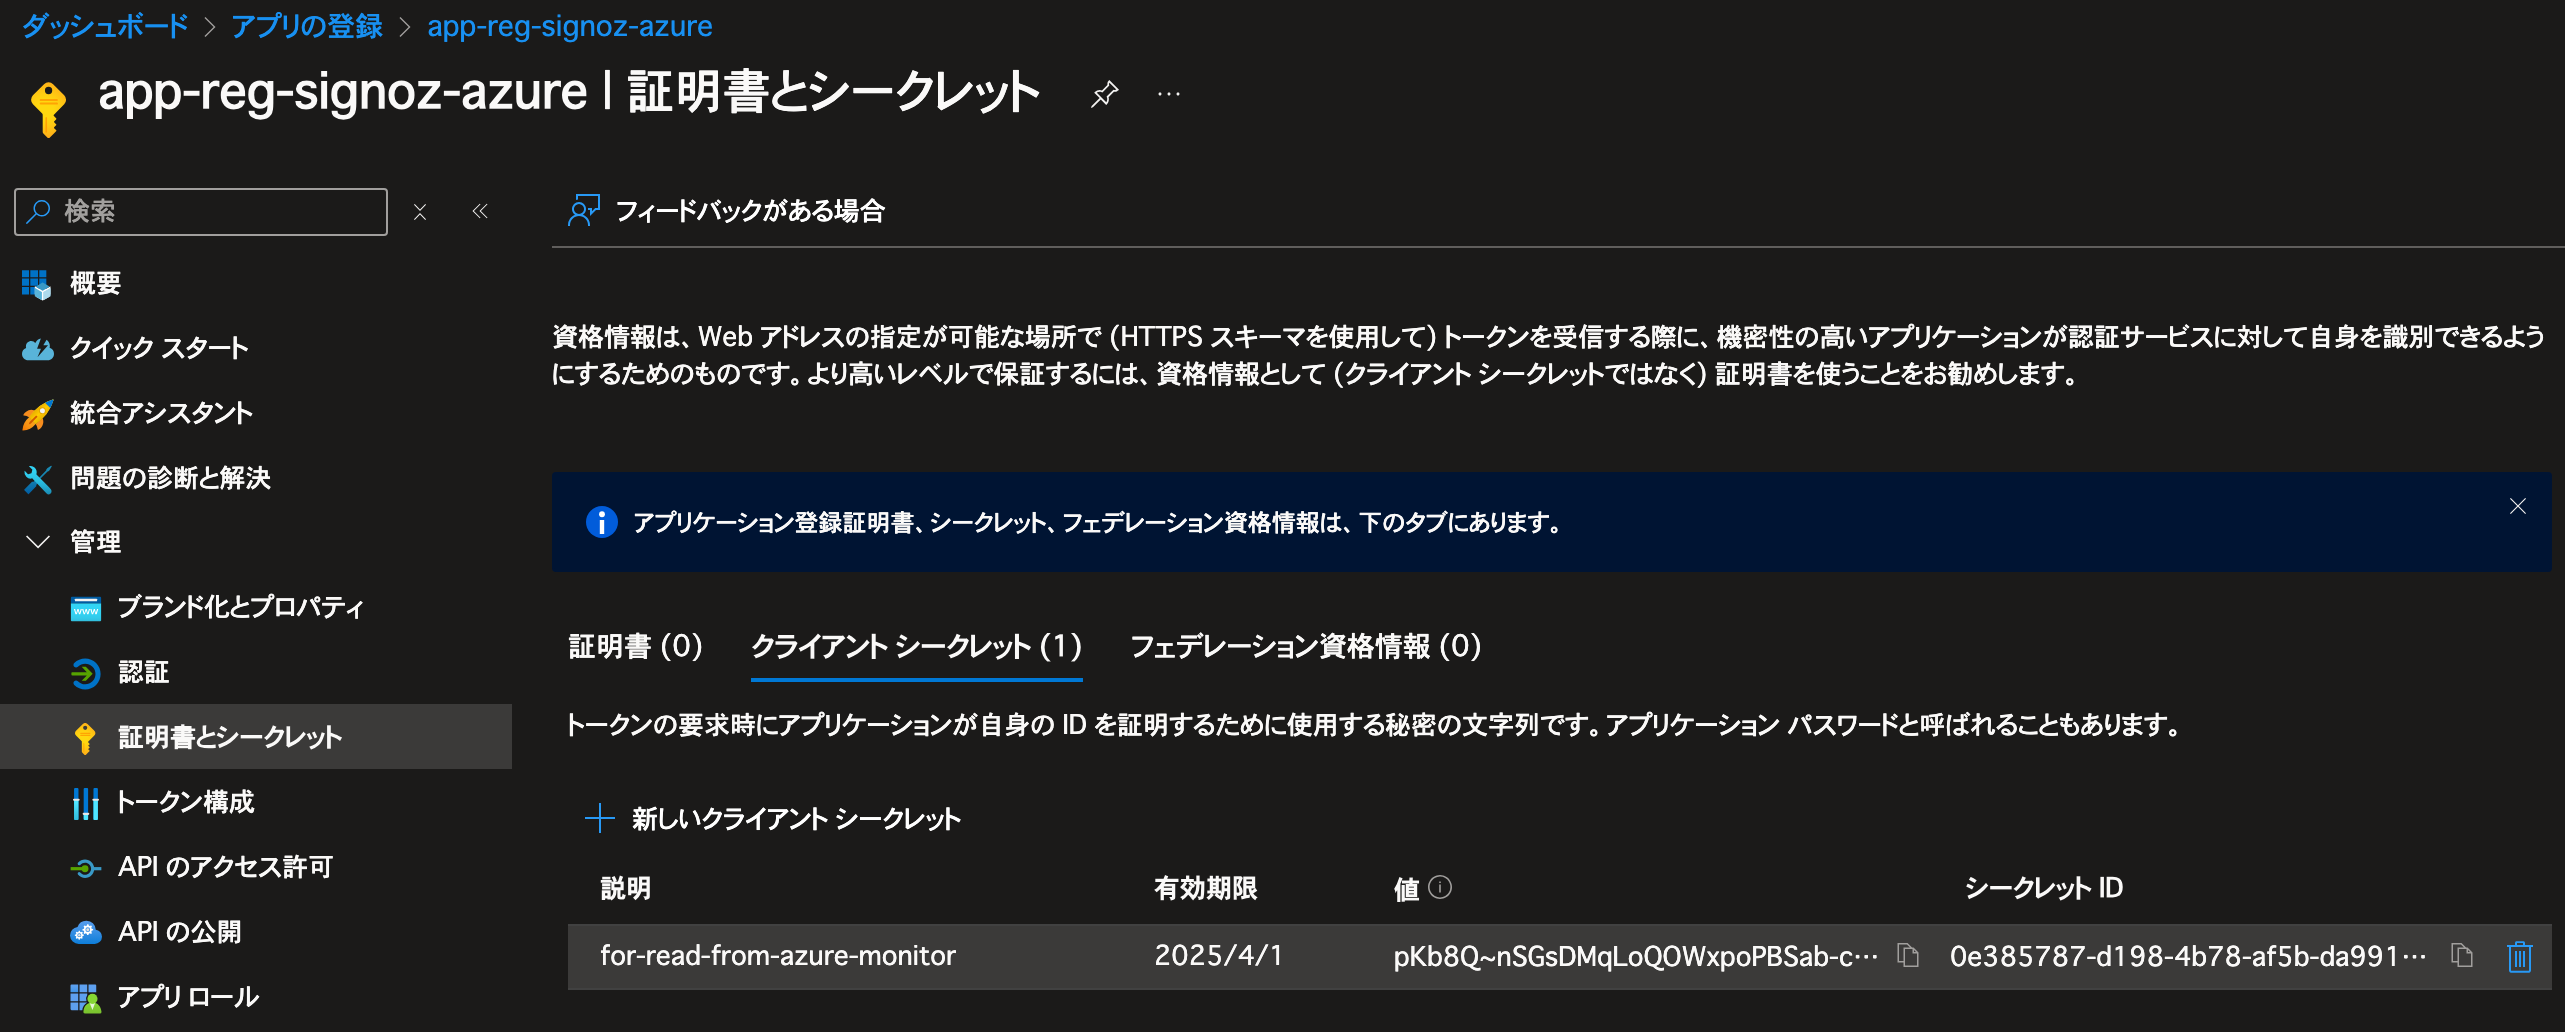 ダッシュボード > アプリの登録 > app-reg-signoz-azure
app-reg-signoz-azure | 証明書とシークレット
検索
フィードバックがある場合
概要
クイック スタート
統合アシスタント
問題の診断と解決
管理
ブランド化とプロパティ
認証
証明書とシークレット
トークン構成
API のアクセス許可
API の公開
アプリ ロール
資格情報は、Web アドレスの指定が可能な場所で (HTTPS スキーマを使用して) トークンを受信する際に、機密性の高いアプリケーションが認証サービスに対して自身を識別できるよう
にするためのものです。より高いレベルで保証するには、資格情報として (クライアント シークレットではなく) 証明書を使うことをお勧めします。
アプリケーション登録証明書、シークレット、フェデレーション資格情報は、下のタブにあります。
証明書 (0) クライアント シークレット (1) フェデレーション資格情報 (0)
トークンの要求時にアプリケーションが自身の ID を証明するために使用する秘密の文字列です。アプリケーション パスワードと呼ばれることもあります。
新しいクライアント シークレット
説明 有効期限 値 シークレット ID
for-read-from-azure-monitor 2025/4/1 pKb8Q~nSGsDMqLoQOWxpoPBSab-c… 0e385787-d198-4b78-af5b-da991…